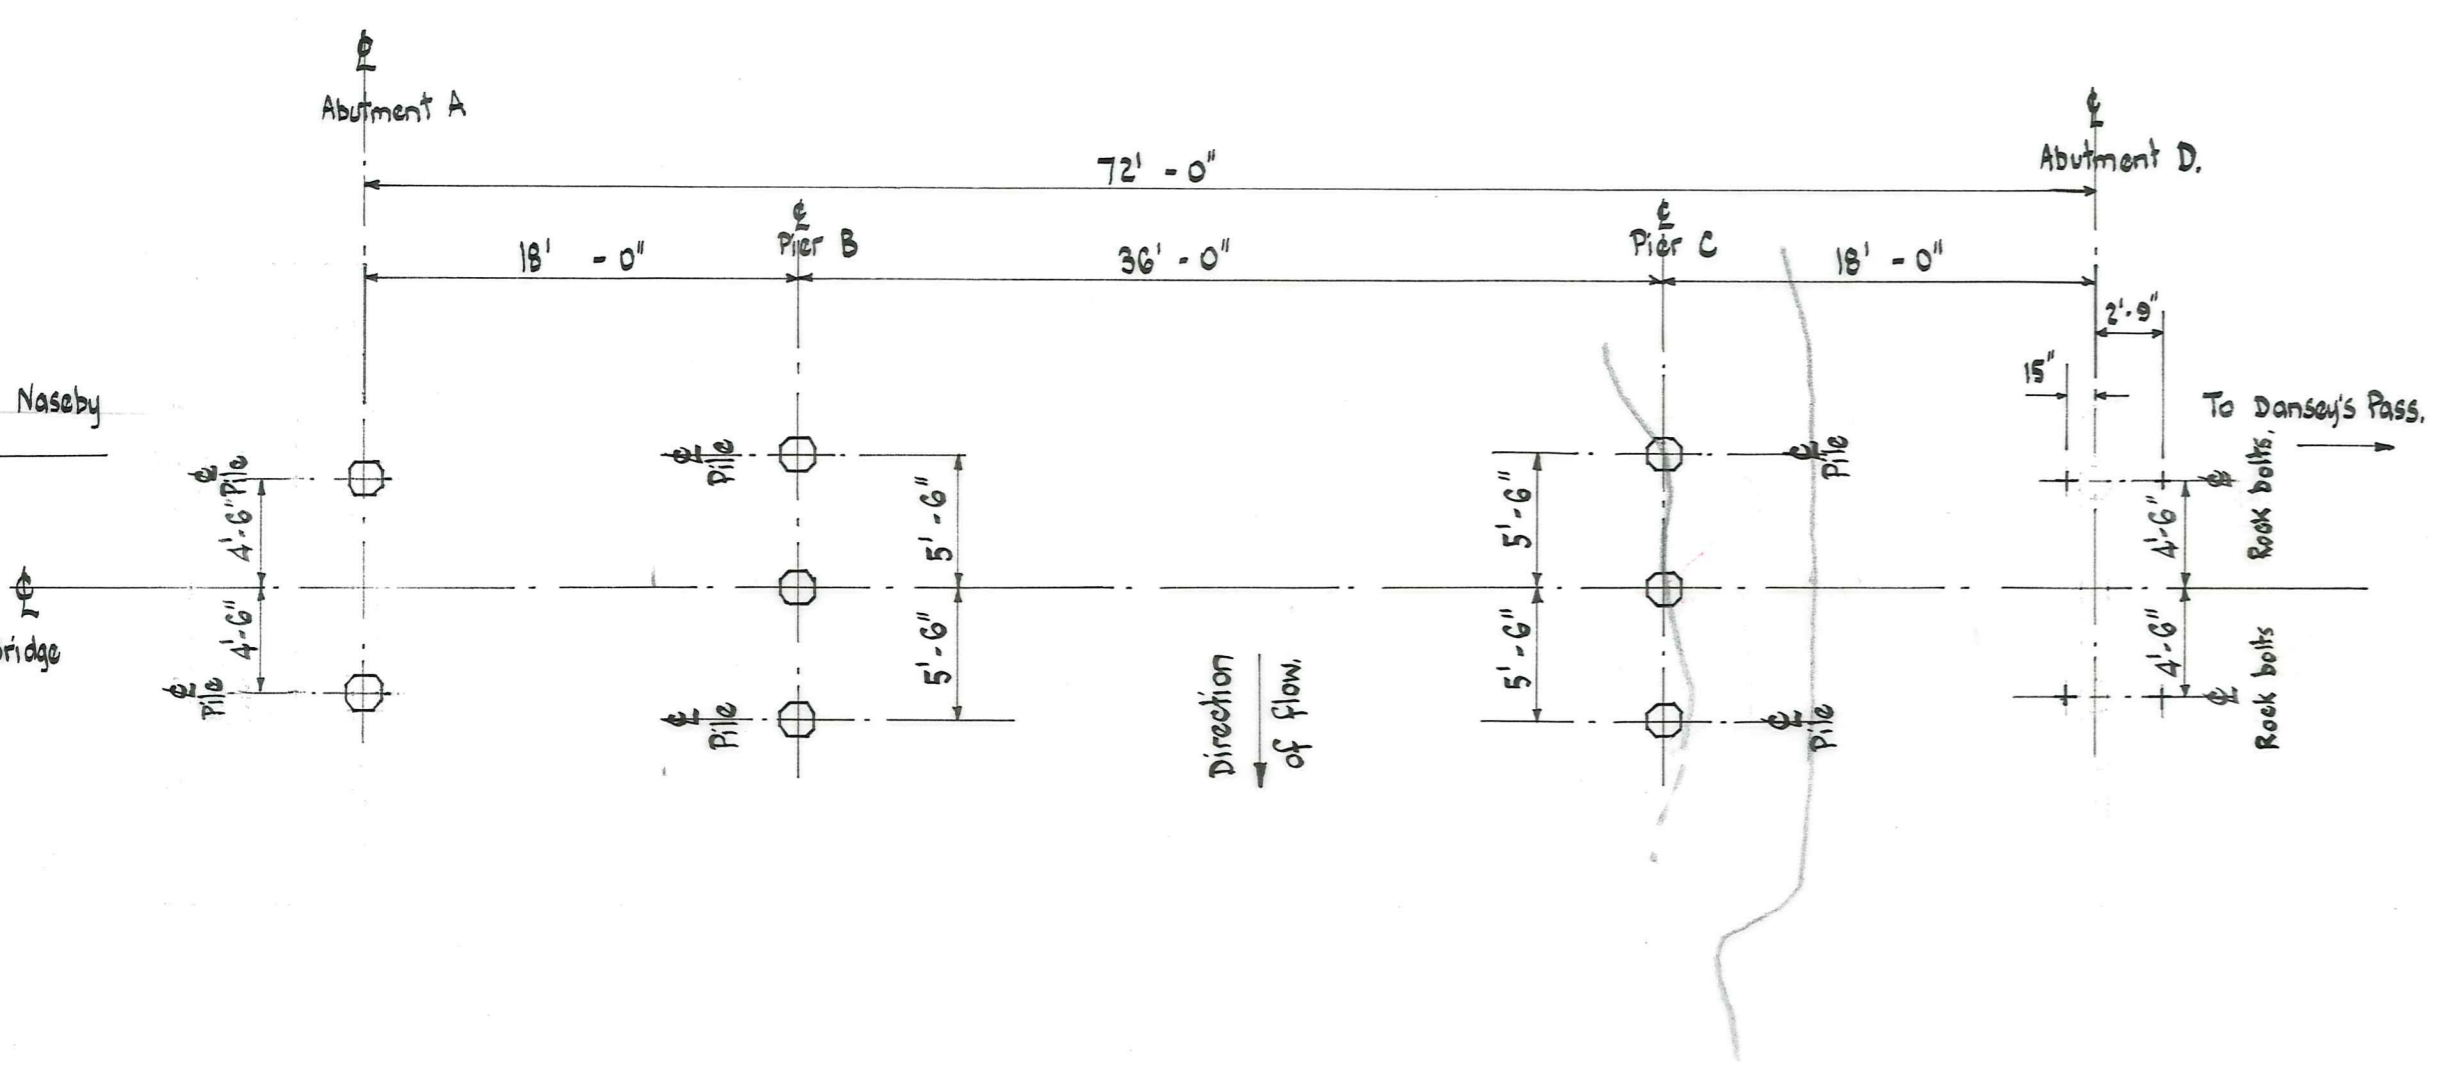 ℄
Abutment A
℄
Abutment D.
72' - 0"
℄
Pier B
℄
Pier C
18' - 0"
36' - 0"
18' - 0"
2'-9"
15"
Naseby
To Dansey's Pass.
℄
Pile
℄
Pile
℄
Pile
℄
Rock bolts.
4'-6"
5'-6"
5'-6"
4'-6"
℄
4'-6"
5'-6"
5'-6"
4'-6"
℄
Pile
℄
Pile
℄
Pile
℄
Rock bolts
Direction
of flow.